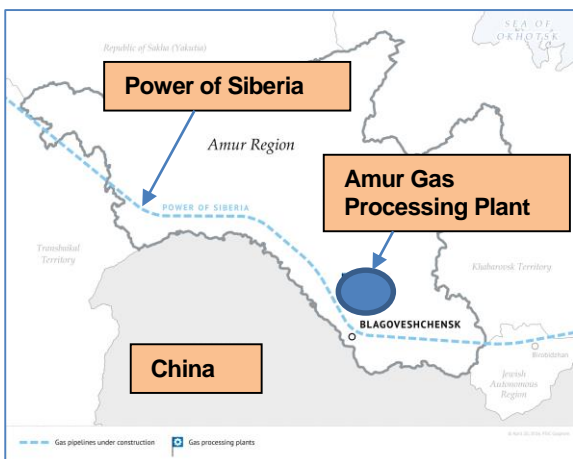 SEA OF
OKHOTSK
Republic of Sakha (Yakutia)
Power of Siberia
Amur Region
Amur Gas
Processing Plant
POWER OF SIBERIA
Transbaikal
Territory
Khabarovsk Territory
BLAGOVESHCHENSK
China
Birobidzhan
Jewish
Autonomous
Region
Gas pipelines under construction
Gas processing plants